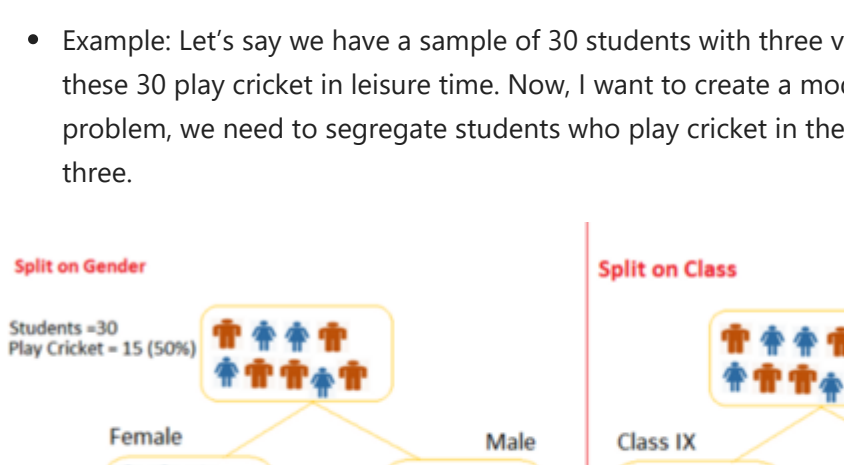 Example: Let's say we have a sample of 30 students with three
these 30 play cricket in leisure time. Now, I want to create a
problem, we need to segregate students who play cricket in the
three.
Split on Gender
Split on Class
Students =30
Play Cricket = 15 (50%)
Female
Male
Class IX